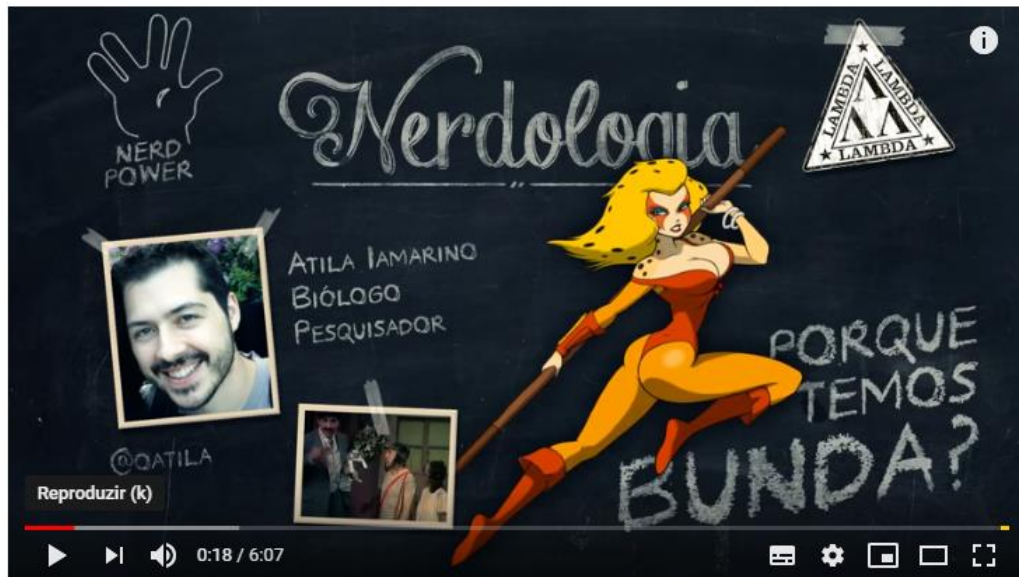 NERD
POWER
Nerdologia
LAMBDA
LAMBDA
LAMBDA
ATILA IAMARINO
BIÓLOGO
PESQUISADOR
@OATILA
PORQUE
TEMOS
BUNDA?
Reproduzir (k)
0:18 / 6:07